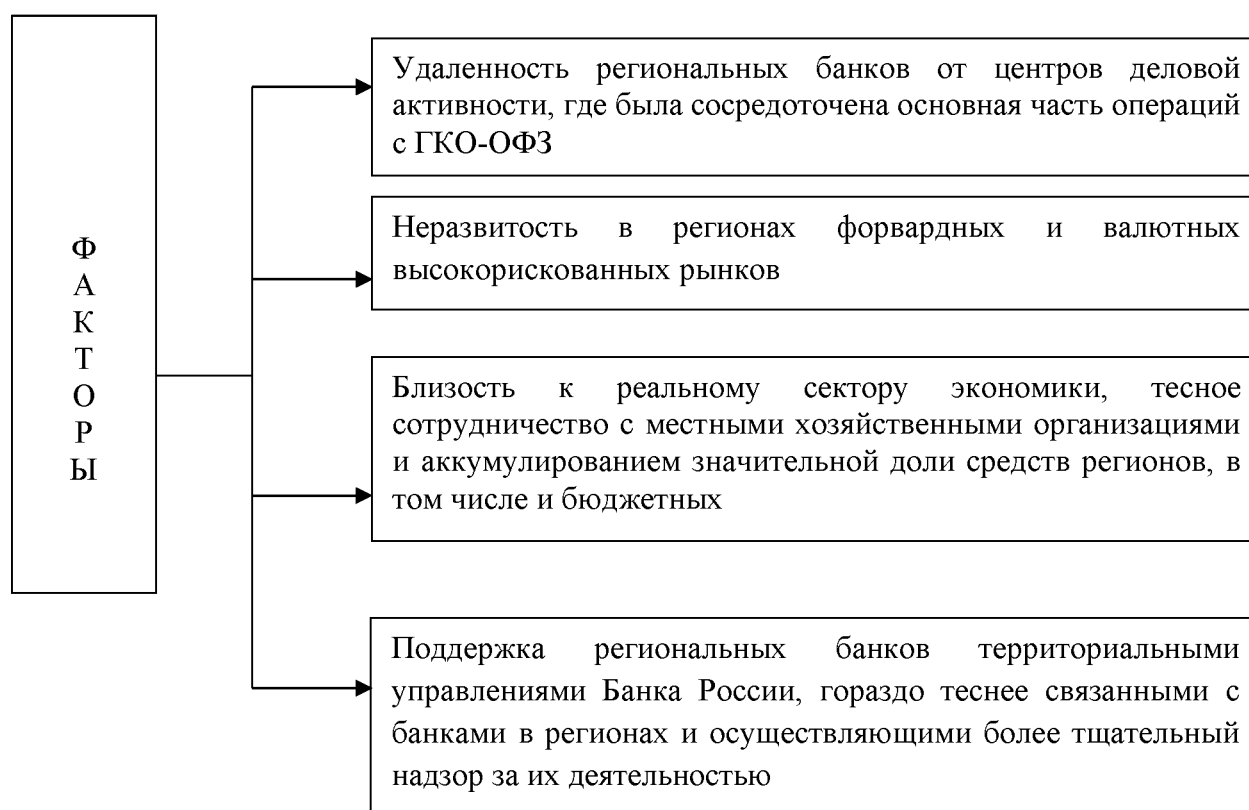 ФАКТОРЫ
Удаленность региональных банков от центров деловой
активности, где была сосредоточена основная часть операций
с ГКО-ОФЗ
Неразвитость в регионах форвардных и валютных
высокорискованных рынков
Близость к реальному сектору экономики, тесное
сотрудничество с местными хозяйственными организациями
и аккумулированием значительной доли средств регионов, в
том числе и бюджетных
Поддержка региональных банков территориальными
управлениями Банка России, гораздо теснее связанными с
банками в регионах и осуществляющими более тщательный
надзор за их деятельностью